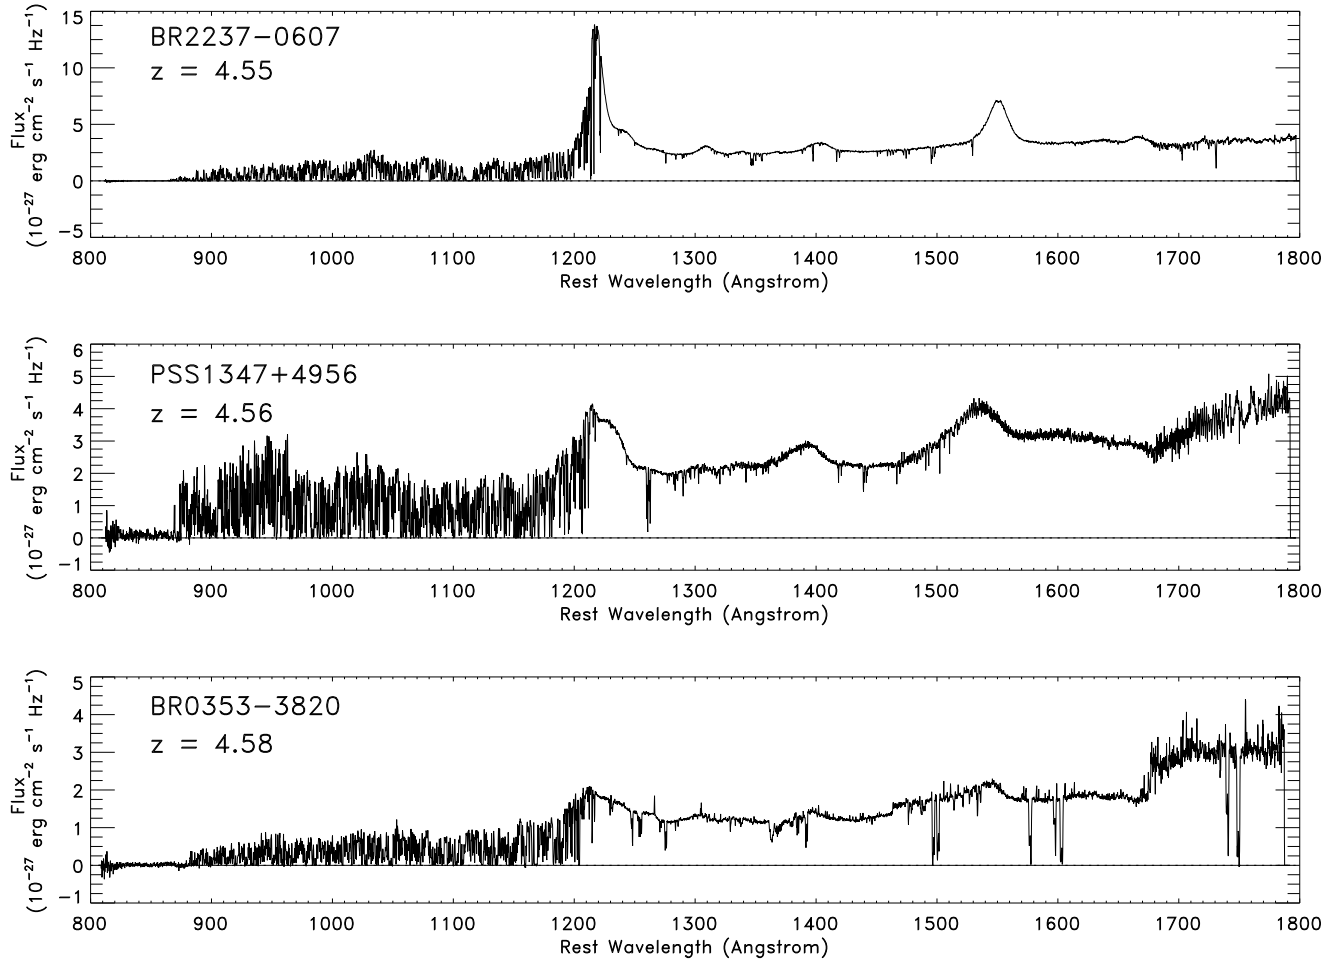 BR2237−0607
z = 4.55
Flux
(10−27 erg cm−2 s−1 Hz−1)
15
10
5
0
−5
800 900 1000 1100 1200 1300 1400 1500 1600 1700 1800
Rest Wavelength (Angstrom)
PSS1347+4956
z = 4.56
Flux
(10−27 erg cm−2 s−1 Hz−1)
6
5
4
3
2
1
0
−1
800 900 1000 1100 1200 1300 1400 1500 1600 1700 1800
Rest Wavelength (Angstrom)
BR0353−3820
z = 4.58
Flux
(10−27 erg cm−2 s−1 Hz−1)
5
4
3
2
1
0
−1
800 900 1000 1100 1200 1300 1400 1500 1600 1700 1800
Rest Wavelength (Angstrom)